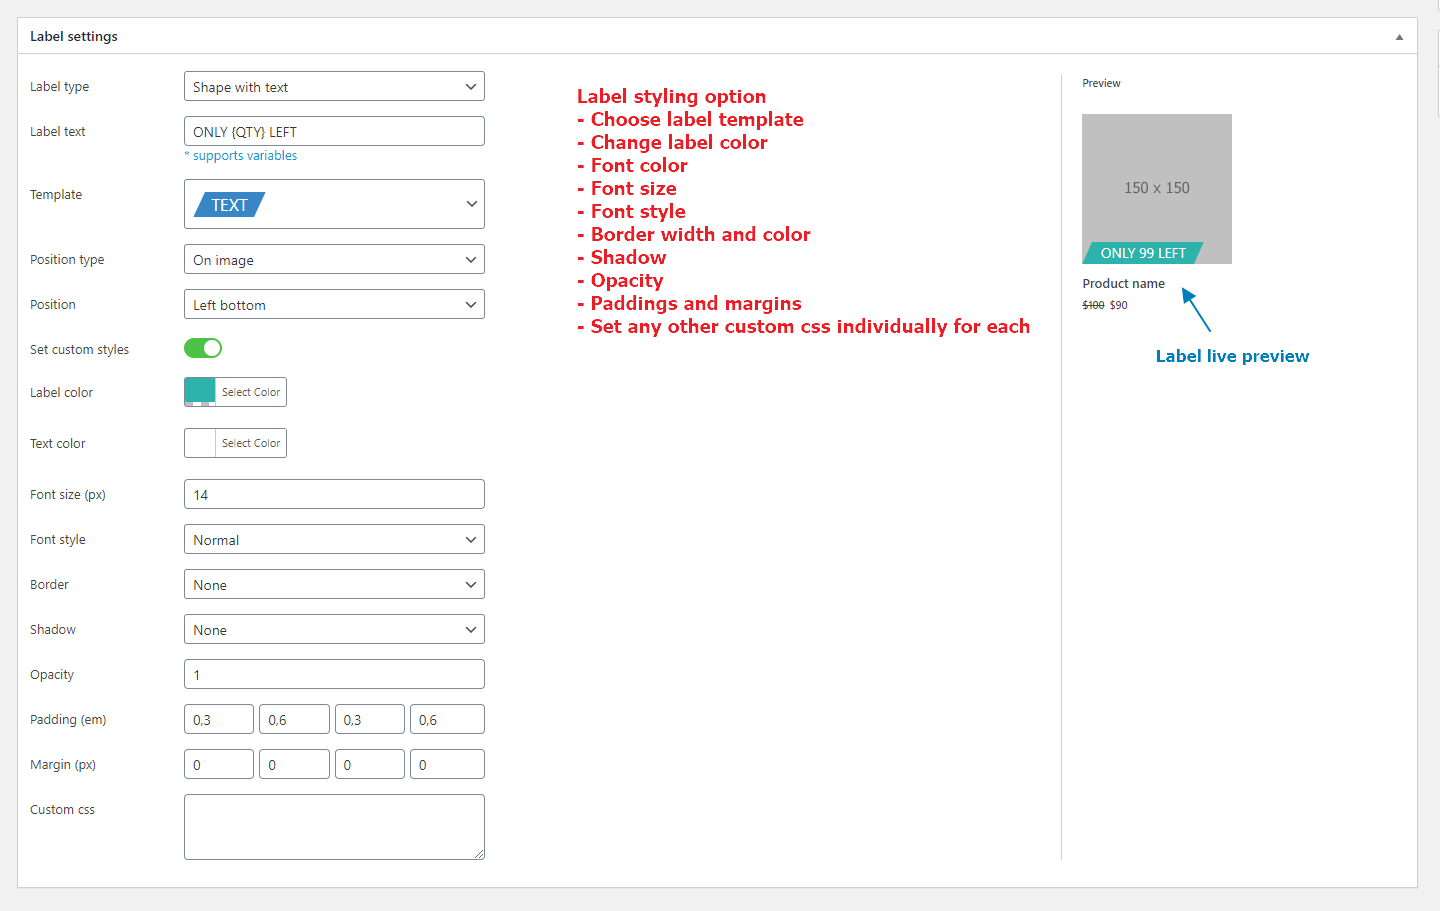 Label settings
Label type
Shape with text
Label text
ONLY {QTY} LEFT
* supports variables
Template
TEXT
Position type
On image
Position
Left bottom
Set custom styles
Label color
Select Color
Text color
Select Color
Font size (px)
14
Font style
Normal
Border
None
Shadow
None
Opacity
1
Padding (em)
0,3 0,6 0,3 0,6
Margin (px)
0 0 0 0
Custom css
Label styling option
- Choose label template
- Change label color
- Font color
- Font size
- Font style
- Border width and color
- Shadow
- Opacity
- Paddings and margins
- Set any other custom css individually for each
Preview
150 x 150
ONLY 99 LEFT
Product name
$100 $90
Label live preview